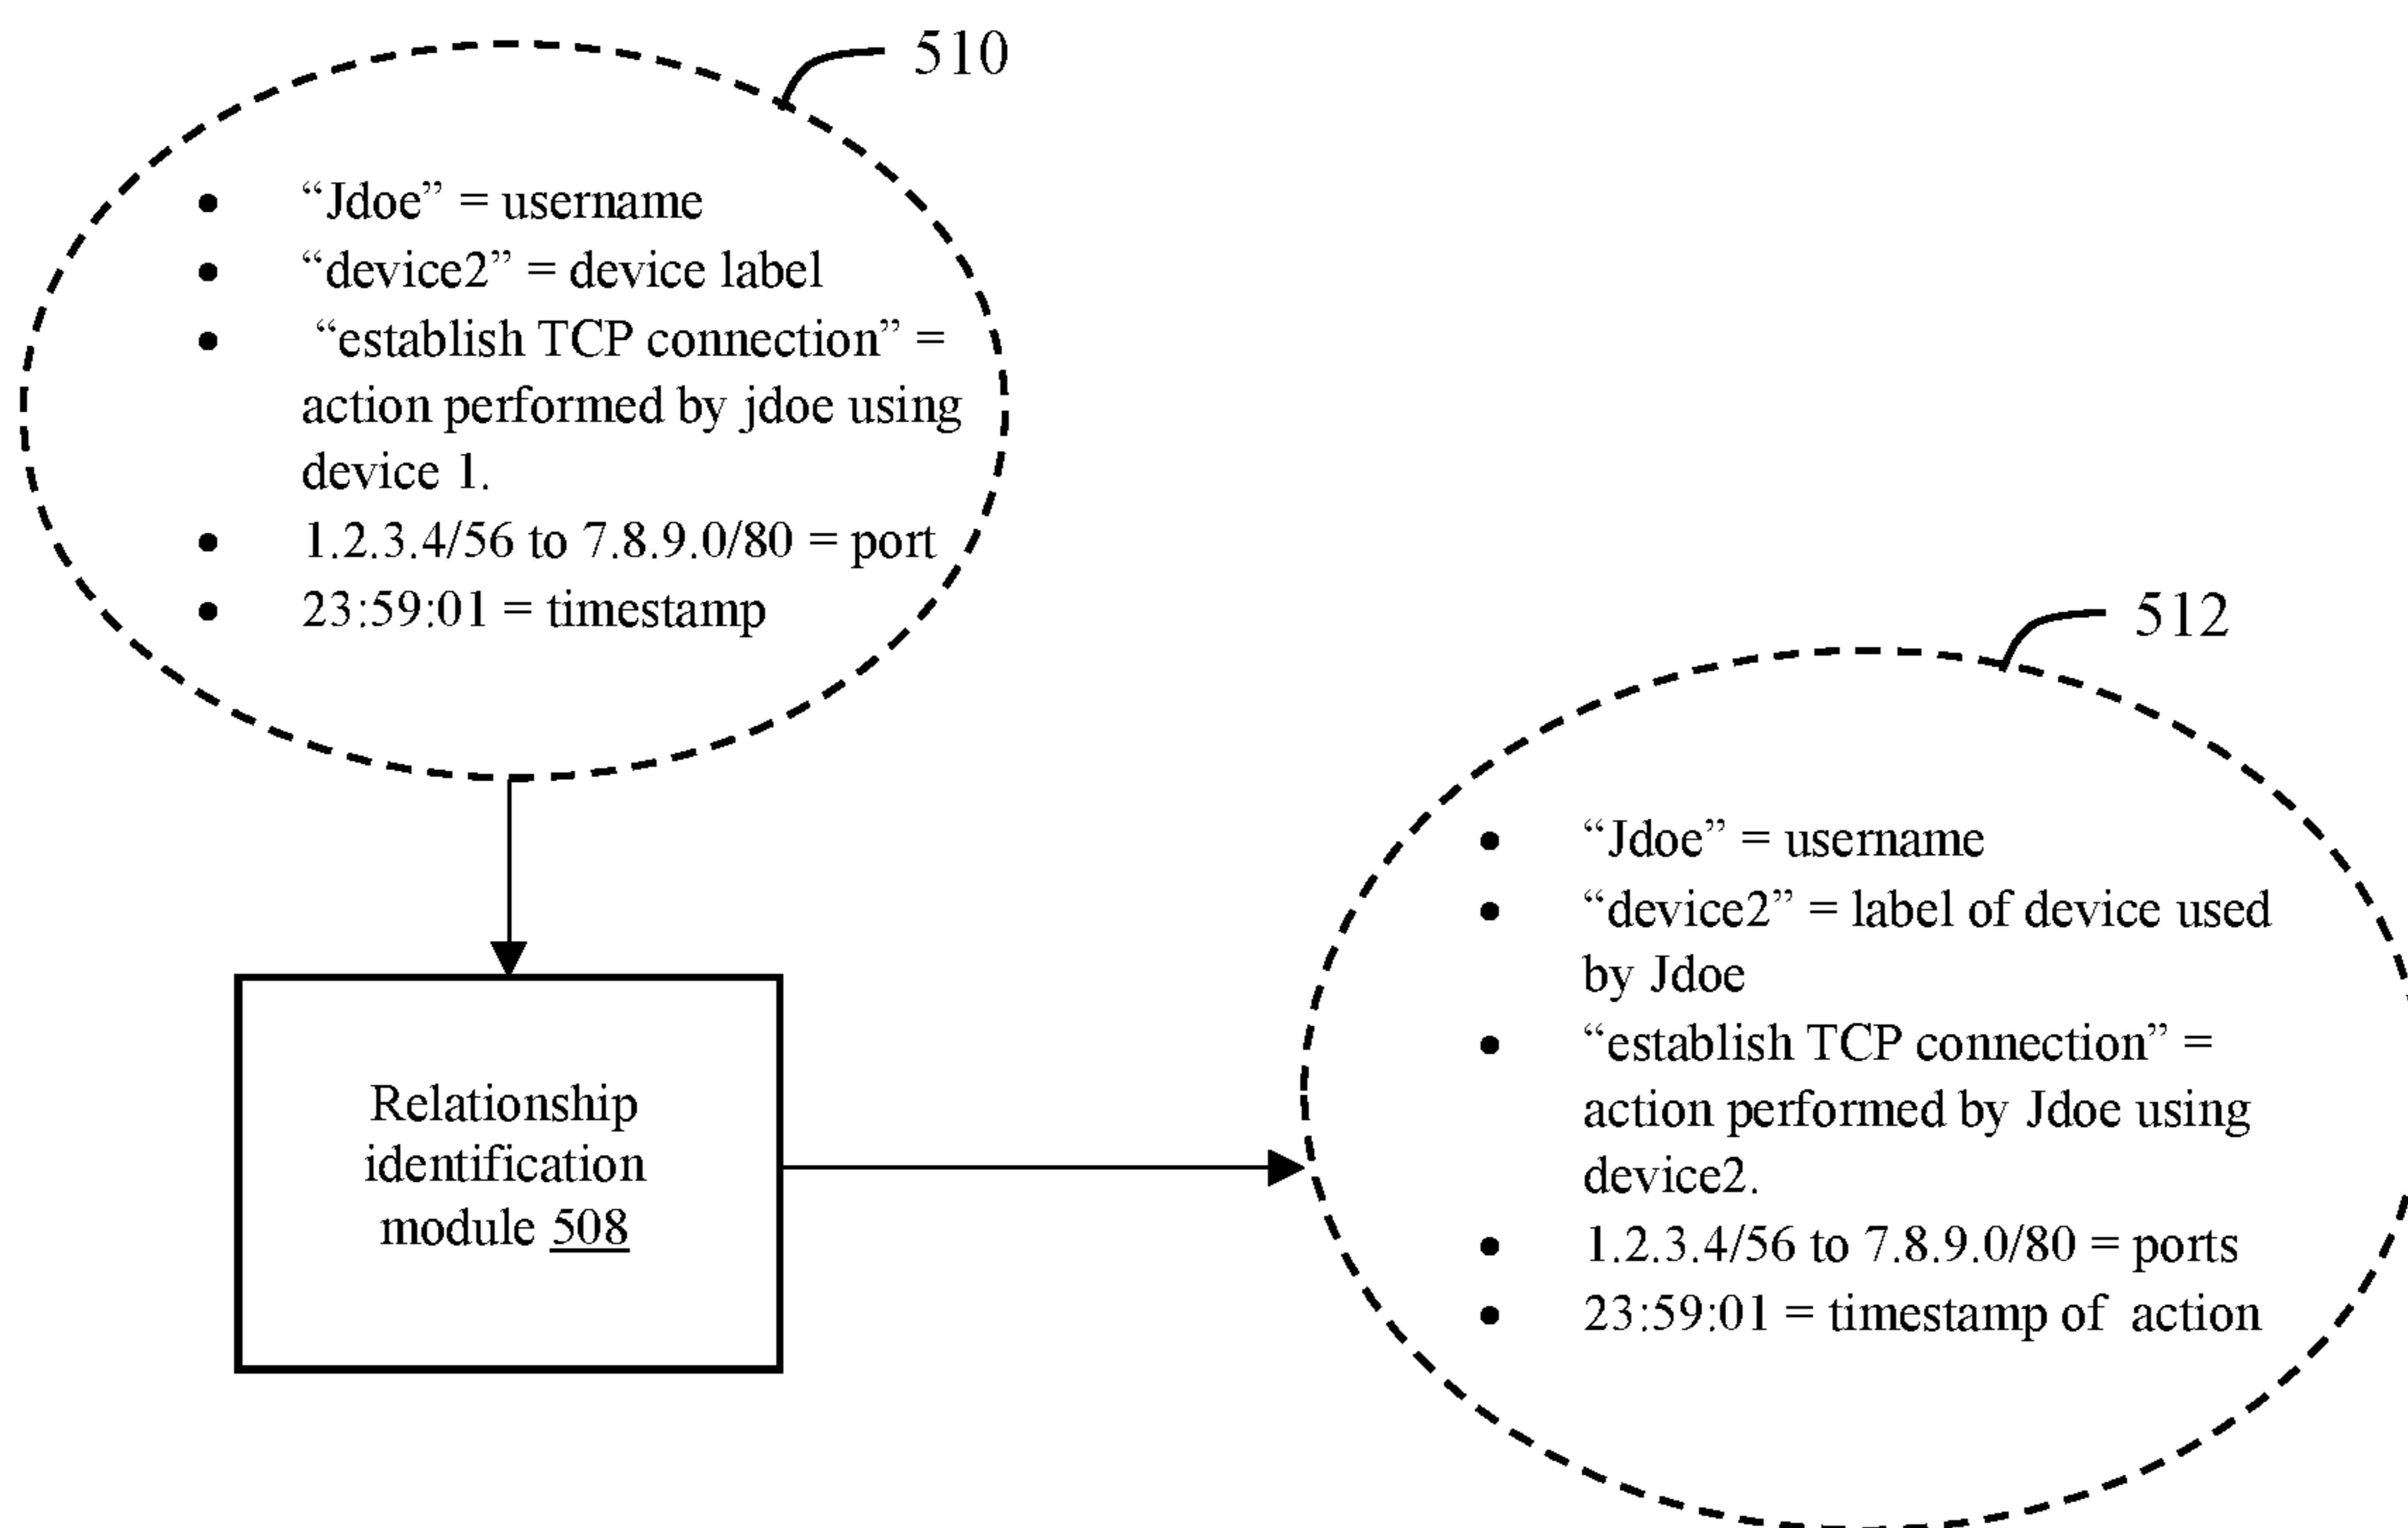 510
• “Jdoe” = username
• “device2” = device label
• “establish TCP connection” =
action performed by jdoe using
device 1.
• 1.2.3.4/56 to 7.8.9.0/80 = port
• 23:59:01 = timestamp
Relationship
identification
module 508
512
• “Jdoe” = username
• “device2” = label of device used
by Jdoe
• “establish TCP connection” =
action performed by Jdoe using
device2.
• 1.2.3.4/56 to 7.8.9.0/80 = ports
• 23:59:01 = timestamp of action